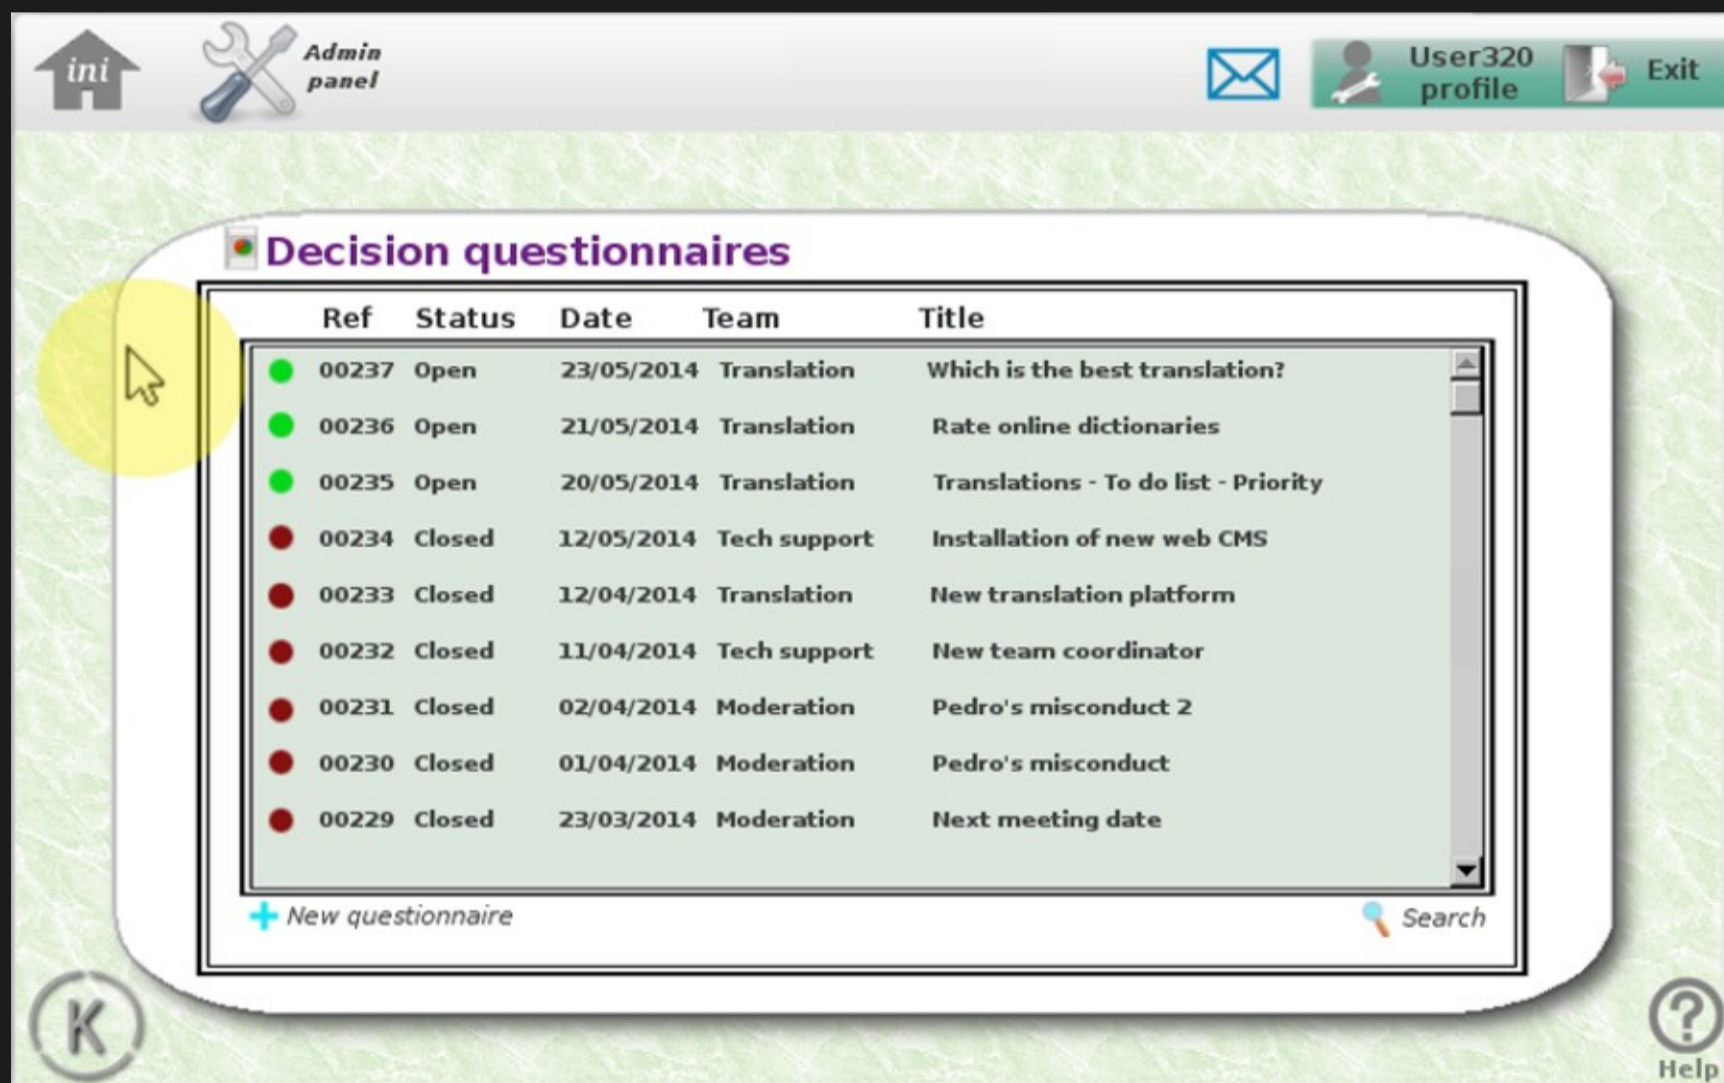 ini
Admin
panel
User320
profile
Exit
Decision questionnaires
Ref Status Date Team Title
00237 Open 23/05/2014 Translation Which is the best translation?
00236 Open 21/05/2014 Translation Rate online dictionaries
00235 Open 20/05/2014 Translation Translations - To do list - Priority
00234 Closed 12/05/2014 Tech support Installation of new web CMS
00233 Closed 12/04/2014 Translation New translation platform
00232 Closed 11/04/2014 Tech support New team coordinator
00231 Closed 02/04/2014 Moderation Pedro's misconduct 2
00230 Closed 01/04/2014 Moderation Pedro's misconduct
00229 Closed 23/03/2014 Moderation Next meeting date
New questionnaire
Search
K
?
Help